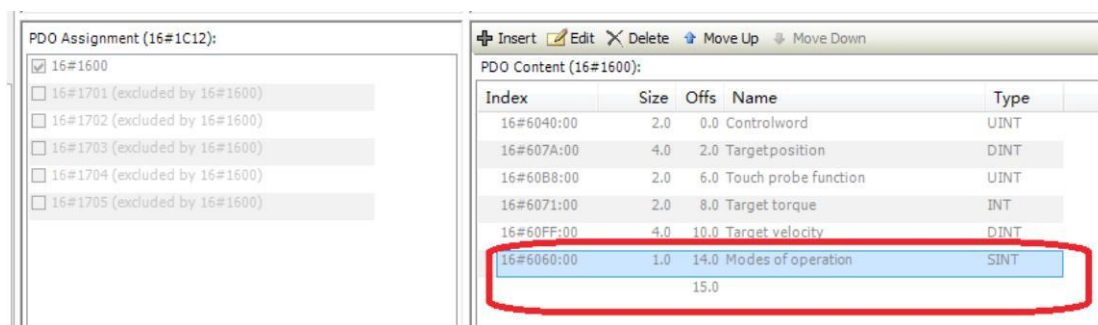 PDO Assignment (16#1C12):
16#1600
16#1701 (excluded by 16#1600)
16#1702 (excluded by 16#1600)
16#1703 (excluded by 16#1600)
16#1704 (excluded by 16#1600)
16#1705 (excluded by 16#1600)
Insert Edit Delete Move Up Move Down
PDO Content (16#1600):
Index Size Offs Name Type
16#6040:00 2.0 0.0 Controlword UINT
16#607A:00 4.0 2.0 Targetposition DINT
16#60B8:00 2.0 6.0 Touch probe function UINT
16#6071:00 2.0 8.0 Target torque INT
16#60FF:00 4.0 10.0 Target velocity DINT
16#6060:00 1.0 14.0 Modes of operation SINT
15.0